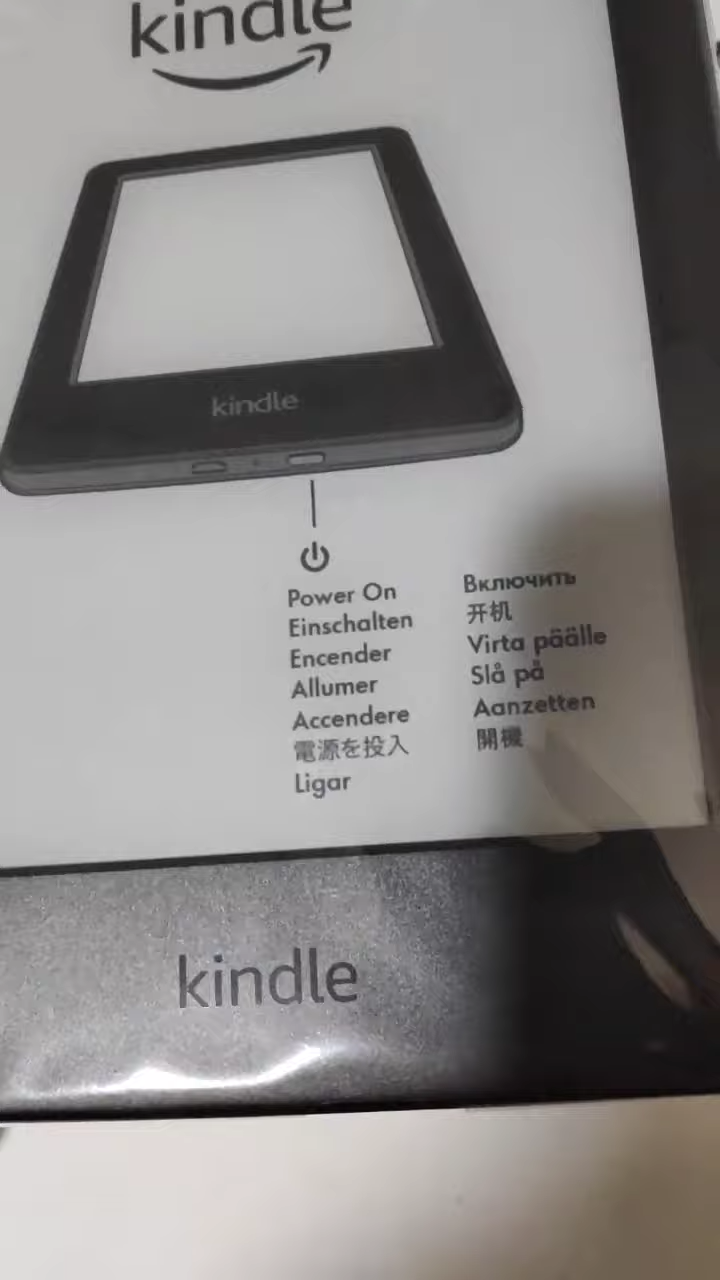 kindle
kindle
Power On
Einschalten
Encender
Allumer
Accendere
電源を投入
Ligar
Включить
开机
Virta päälle
Slå på
Aanzetten
開機
kindle